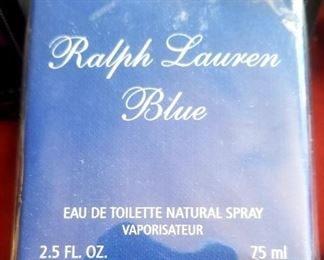 Ralph Lauren
Blue
EAU DE TOILETTE NATURAL SPRAY
VAPORISATEUR
2.5 FL. OZ. 75 ml